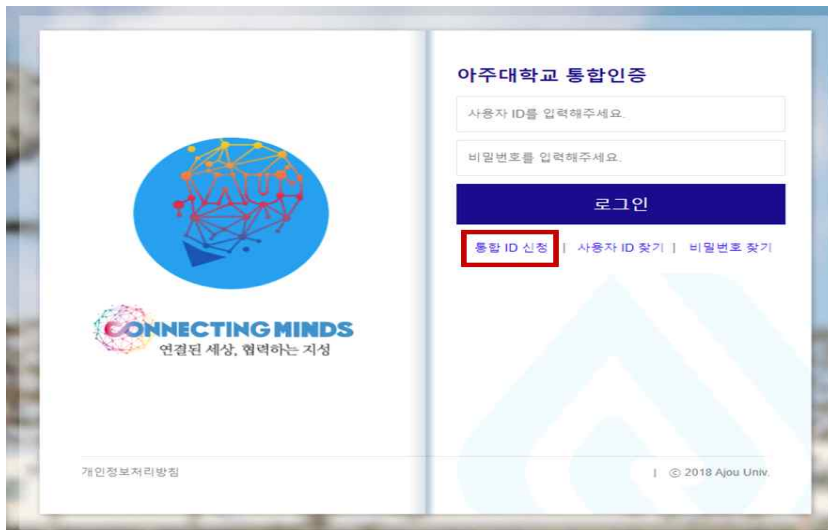 아주대학교 통합인증
사용자 ID를 입력해주세요.
비밀번호를 입력해주세요.
로그인
통합 ID 신청 | 사용자 ID 찾기 | 비밀번호 찾기
AJOU
CONNECTING MINDS
연결된 세상, 협력하는 지성
개인정보처리방침
| ⓒ 2018 Ajou Univ.